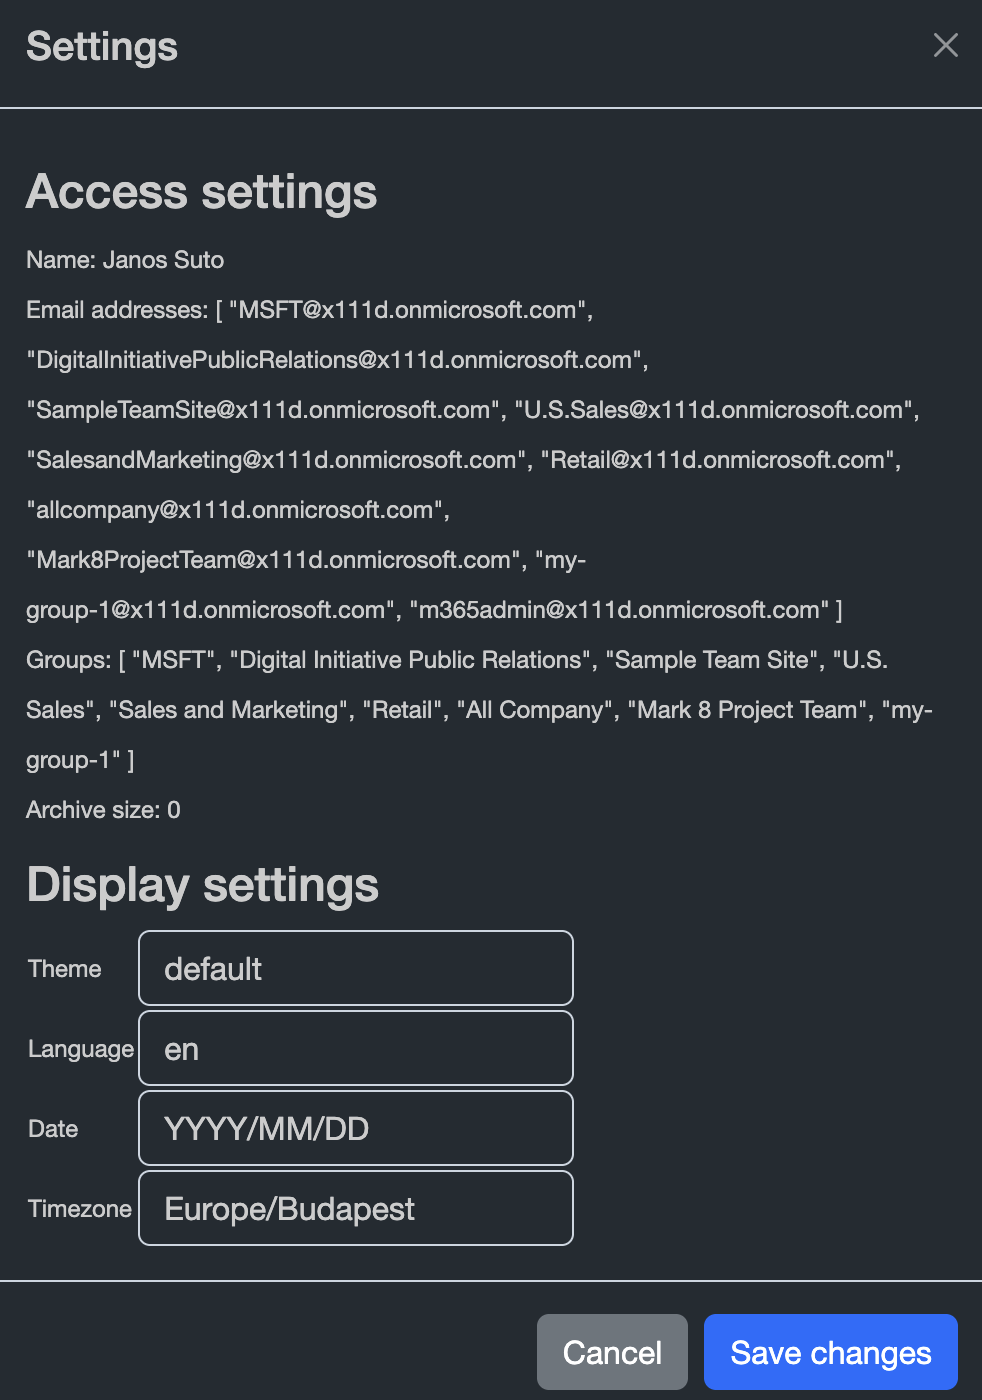 Settings
Access settings
Name: Janos Suto
Email addresses: [ "MSFT@x111d.onmicrosoft.com",
"DigitalInitiativePublicRelations@x111d.onmicrosoft.com",
"SampleTeamSite@x111d.onmicrosoft.com", "U.S.Sales@x111d.onmicrosoft.com",
"SalesandMarketing@x111d.onmicrosoft.com", "Retail@x111d.onmicrosoft.com",
"allcompany@x111d.onmicrosoft.com",
"Mark8ProjectTeam@x111d.onmicrosoft.com", "my-
group-1@x111d.onmicrosoft.com", "m365admin@x111d.onmicrosoft.com" ]
Groups: [ "MSFT", "Digital Initiative Public Relations", "Sample Team Site", "U.S.
Sales", "Sales and Marketing", "Retail", "All Company", "Mark 8 Project Team", "my-
group-1" ]
Archive size: 0
Display settings
Theme default
Language en
Date YYYY/MM/DD
Timezone Europe/Budapest
Cancel Save changes